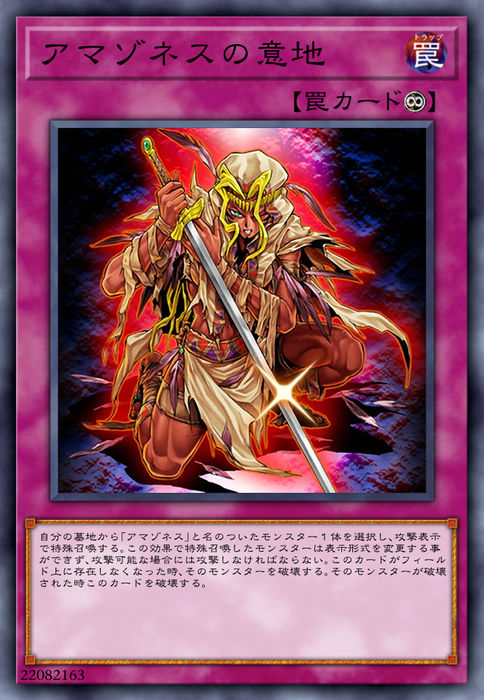 アマゾネスの意地
トラップ
罠
【罠カード】
自分の墓地から「アマゾネス」と名のついたモンスター1体を選択し、攻撃表示
で特殊召喚する。この効果で特殊召喚したモンスターは表示形式を変更する事
ができず、攻撃可能な場合には攻撃しなければならない。このカードがフィール
ド上に存在しなくなった時、そのモンスターを破壊する。そのモンスターが破壊
された時このカードを破壊する。
22082163